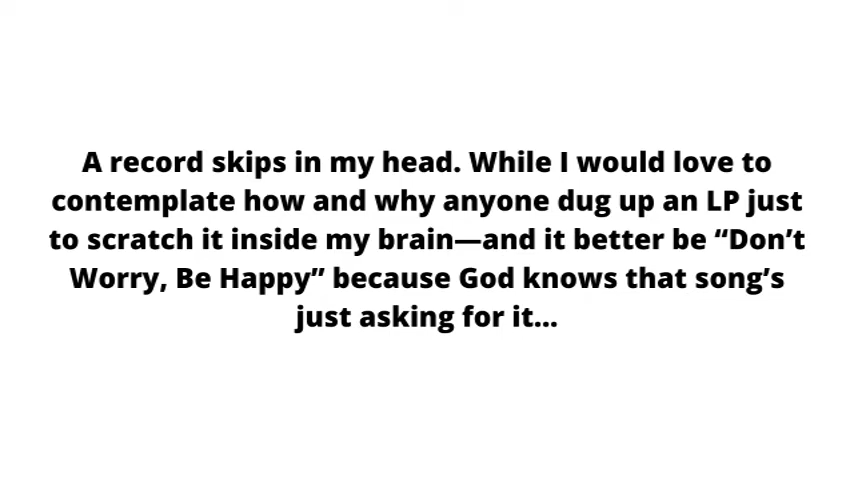 A record skips in my head. While I would love to
contemplate how and why anyone dug up an LP just
to scratch it inside my brain—and it better be “Don’t
Worry, Be Happy” because God knows that song’s
just asking for it...